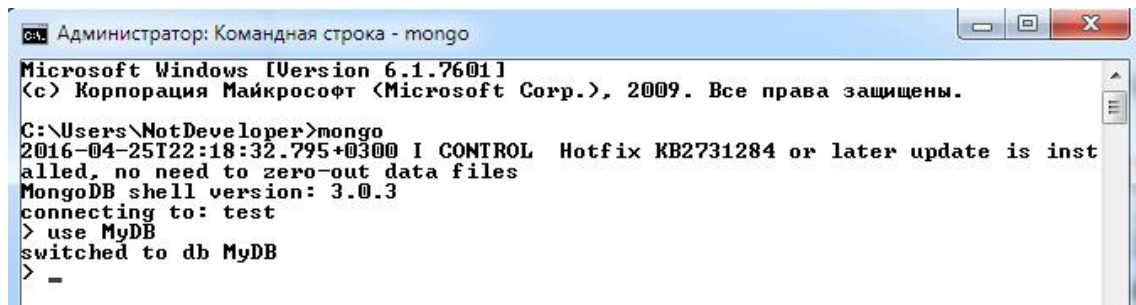 Администратор: Командная строка - mongo
Microsoft Windows [Version 6.1.7601]
(c) Корпорация Майкрософт (Microsoft Corp.), 2009. Все права защищены.
C:\Users\NotDeveloper>mongo
2016-04-25T22:18:32.795+0300 I CONTROL  Hotfix KB2731284 or later update is inst
alled, no need to zero-out data files
MongoDB shell version: 3.0.3
connecting to: test
> use MyDB
switched to db MyDB
> _